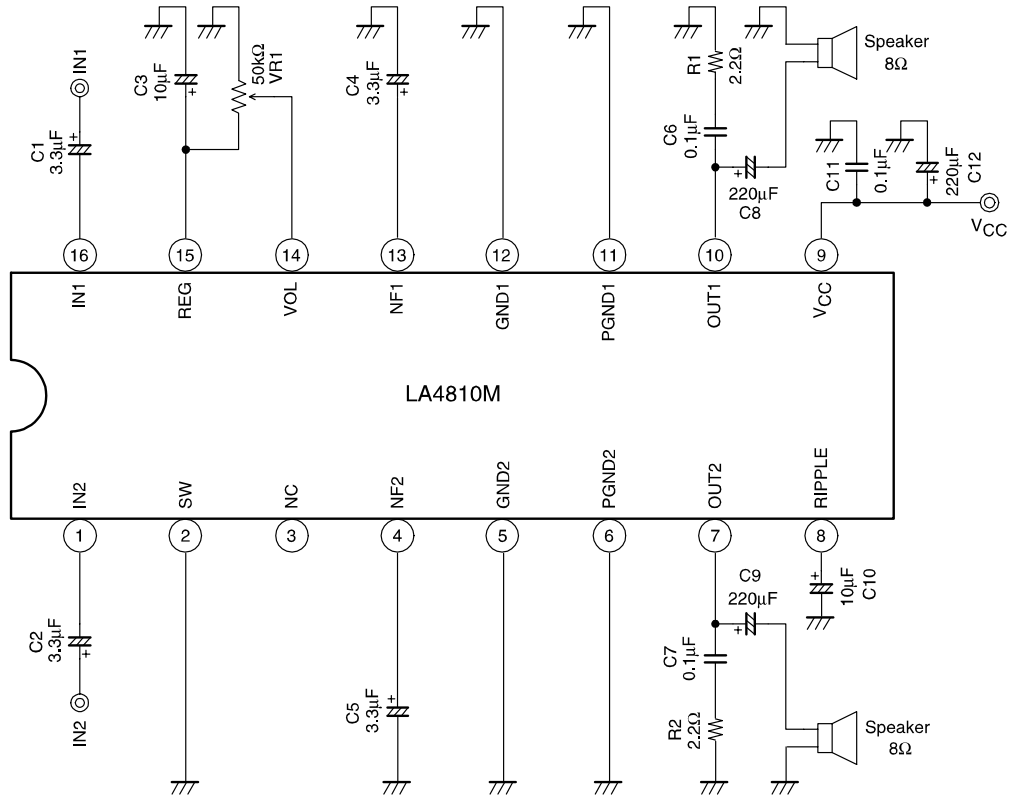 IN1
C1
3.3µF
+
C3
10µF
+
50kΩ
VR1
C4
3.3µF
+
R1
2.2Ω
C6
0.1µF
+
220µF
C8
Speaker
8Ω
C11
0.1µF
+
220µF
C12
VCC
16
15
14
13
12
11
10
9
IN1
REG
VOL
NF1
GND1
PGND1
OUT1
VCC
LA4810M
IN2
SW
NC
NF2
GND2
PGND2
OUT2
RIPPLE
1
2
3
4
5
6
7
8
C2
3.3µF
+
IN2
C5
3.3µF
+
C9
220µF
+
C7
0.1µF
R2
2.2Ω
+
10µF
C10
Speaker
8Ω